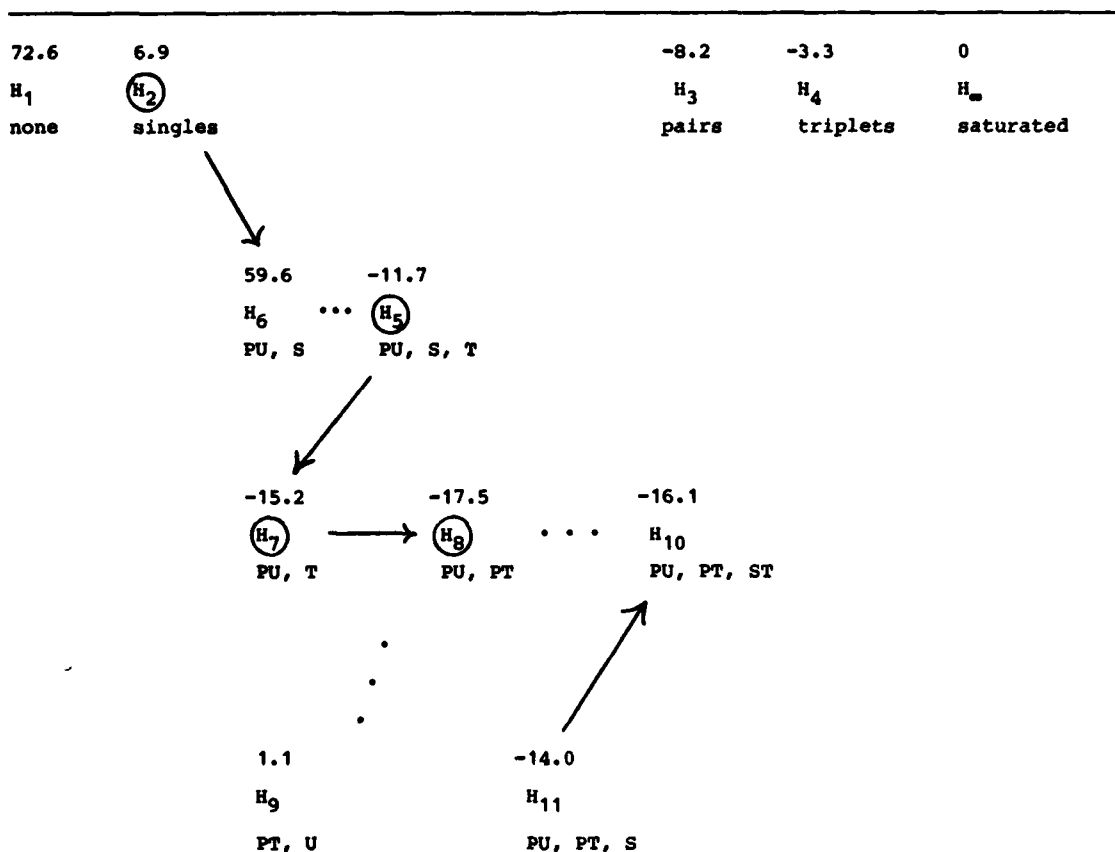 72.6 6.9 -8.2 -3.3 0
H1 H2 H3 H4 H∞
none singles pairs triplets saturated
59.6 -11.7
H6 ••• H5
PU, S PU, S, T
-15.2 -17.5 -16.1
H7 H8 • • • H10
PU, T PU, PT PU, PT, ST
1.1 -14.0
H9 H11
PT, U PU, PT, S